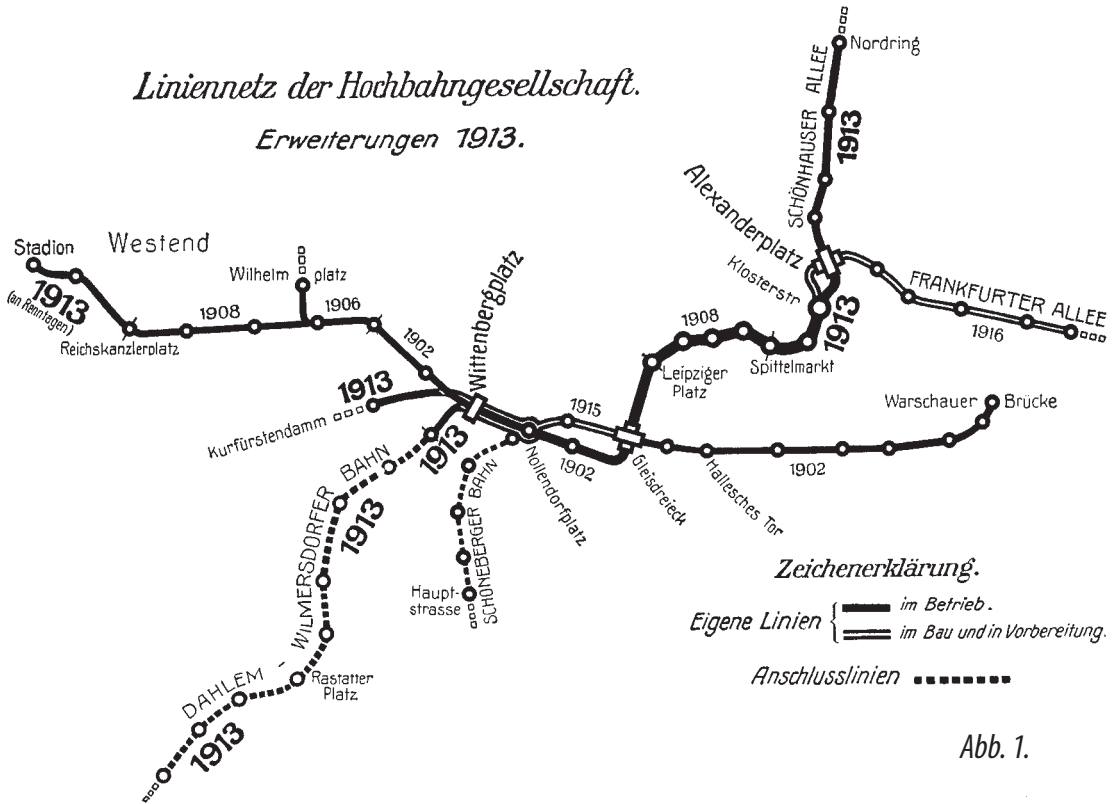 Liniennetz der Hochbahngesellschaft.
Erweiterungen 1913.
Nordring
SCHÖNHAUSER ALLEE
1913
Alexanderplatz
Klosterstr
FRANKFURTER ALLEE
1916
1913
Stadion
Westend
1913
(an Renntagen)
Reichskanzlerplatz
1908
Wilhelm platz
1906
1902
Wittenbergplatz
1913
Kurfürstendamm
1908
Leipziger
Platz
Spittelmarkt
Warschauer Brücke
1915
1902
Nollendorfplatz
Gleisdreieck
Hallesches Tor
1902
1913
DAHLEM - WILMERSDORFER BAHN
1913
SCHÖNEBERGER BAHN
Haupt-
strasse
Rastatter
Platz
1913
Zeichenerklärung.
Eigene Linien
im Betrieb.
im Bau und in Vorbereitung.
Anschlusslinien
Abb. 1.